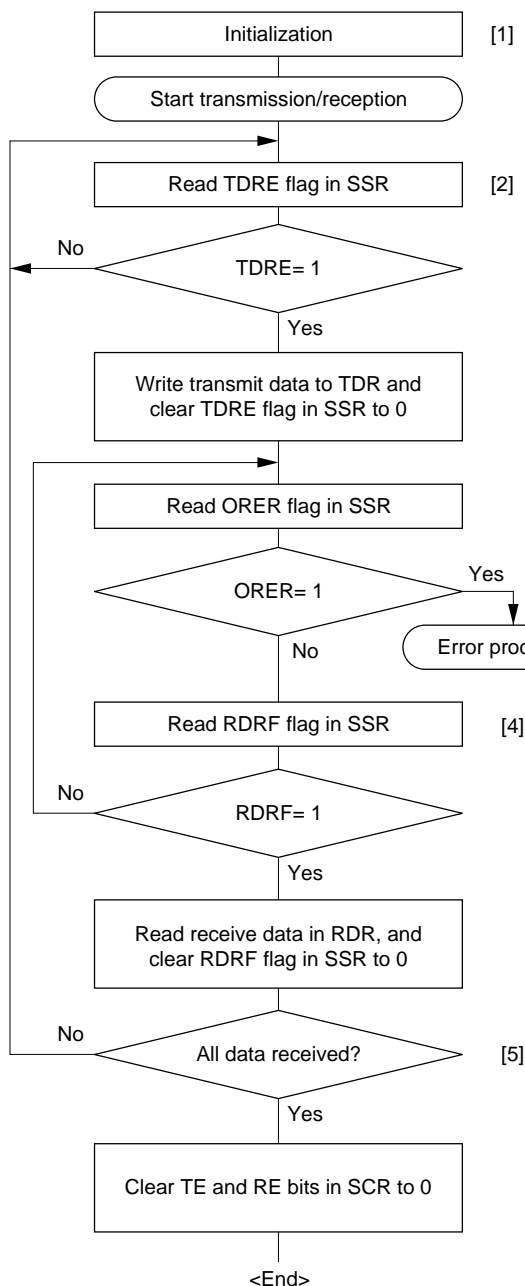 Initialization [1]
Start transmission/reception
Read TDRE flag in SSR [2]
No
TDRE= 1
Yes
Write transmit data to TDR and
clear TDRE flag in SSR to 0
Read ORER flag in SSR
Yes
ORER= 1
No
Error
Read RDRF flag in SSR [4]
No
RDRF= 1
Yes
Read receive data in RDR, and
clear RDRF flag in SSR to 0
No
All data received? [5]
Yes
Clear TE and RE bits in SCR to 0
<End>